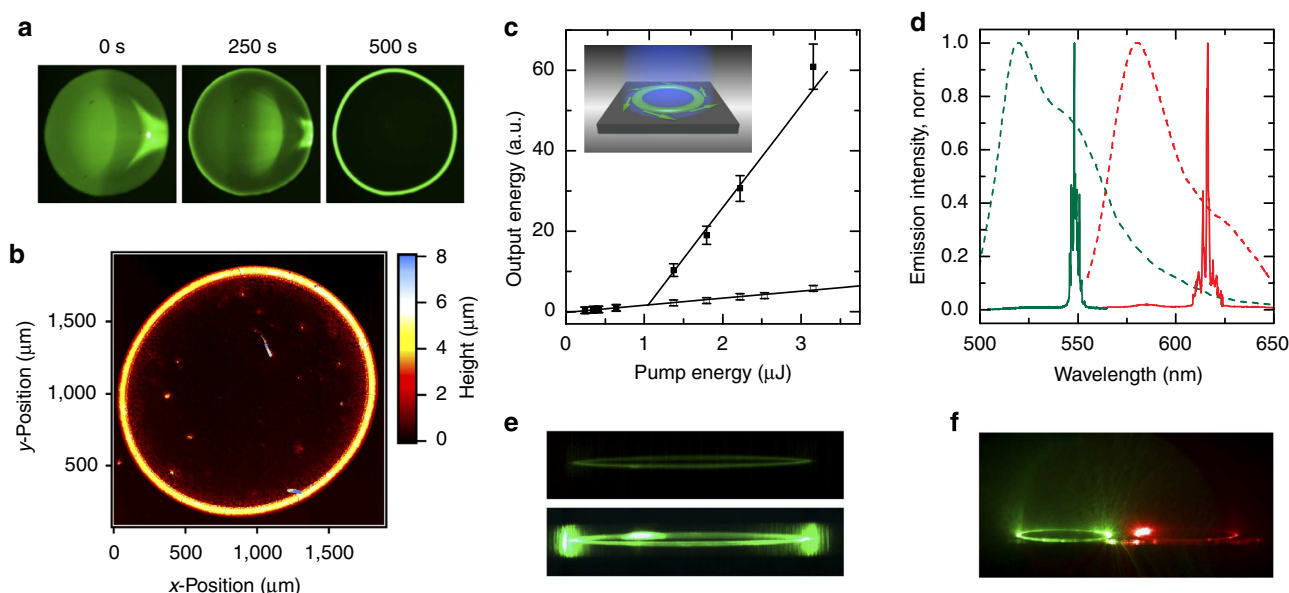 a
0 s
250 s
500 s
b
1,500
1,000
500
y-Position (μm)
0
500
1,000
1,500
x-Position (μm)
8
6
4
2
0
Height (μm)
c
60
40
20
0
Output energy (a.u.)
0
1
2
3
Pump energy (μJ)
d
1.0
0.8
0.6
0.4
0.2
0.0
Emission intensity, norm.
500
550
600
650
Wavelength (nm)
e
f